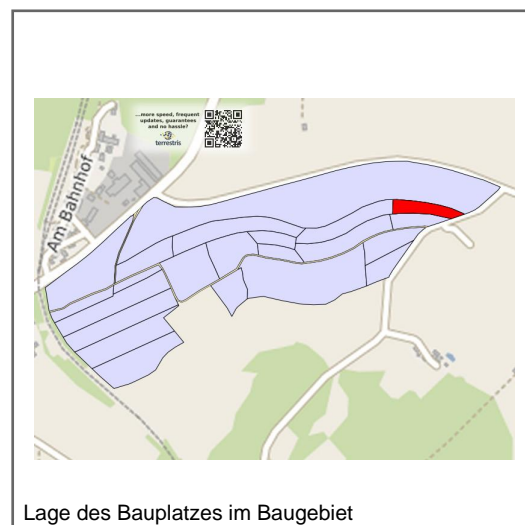 ...more speed, frequent
updates, guarantees
and no hassle?
terrestris
Am Bahnhof
Lage des Bauplatzes im Baugebiet